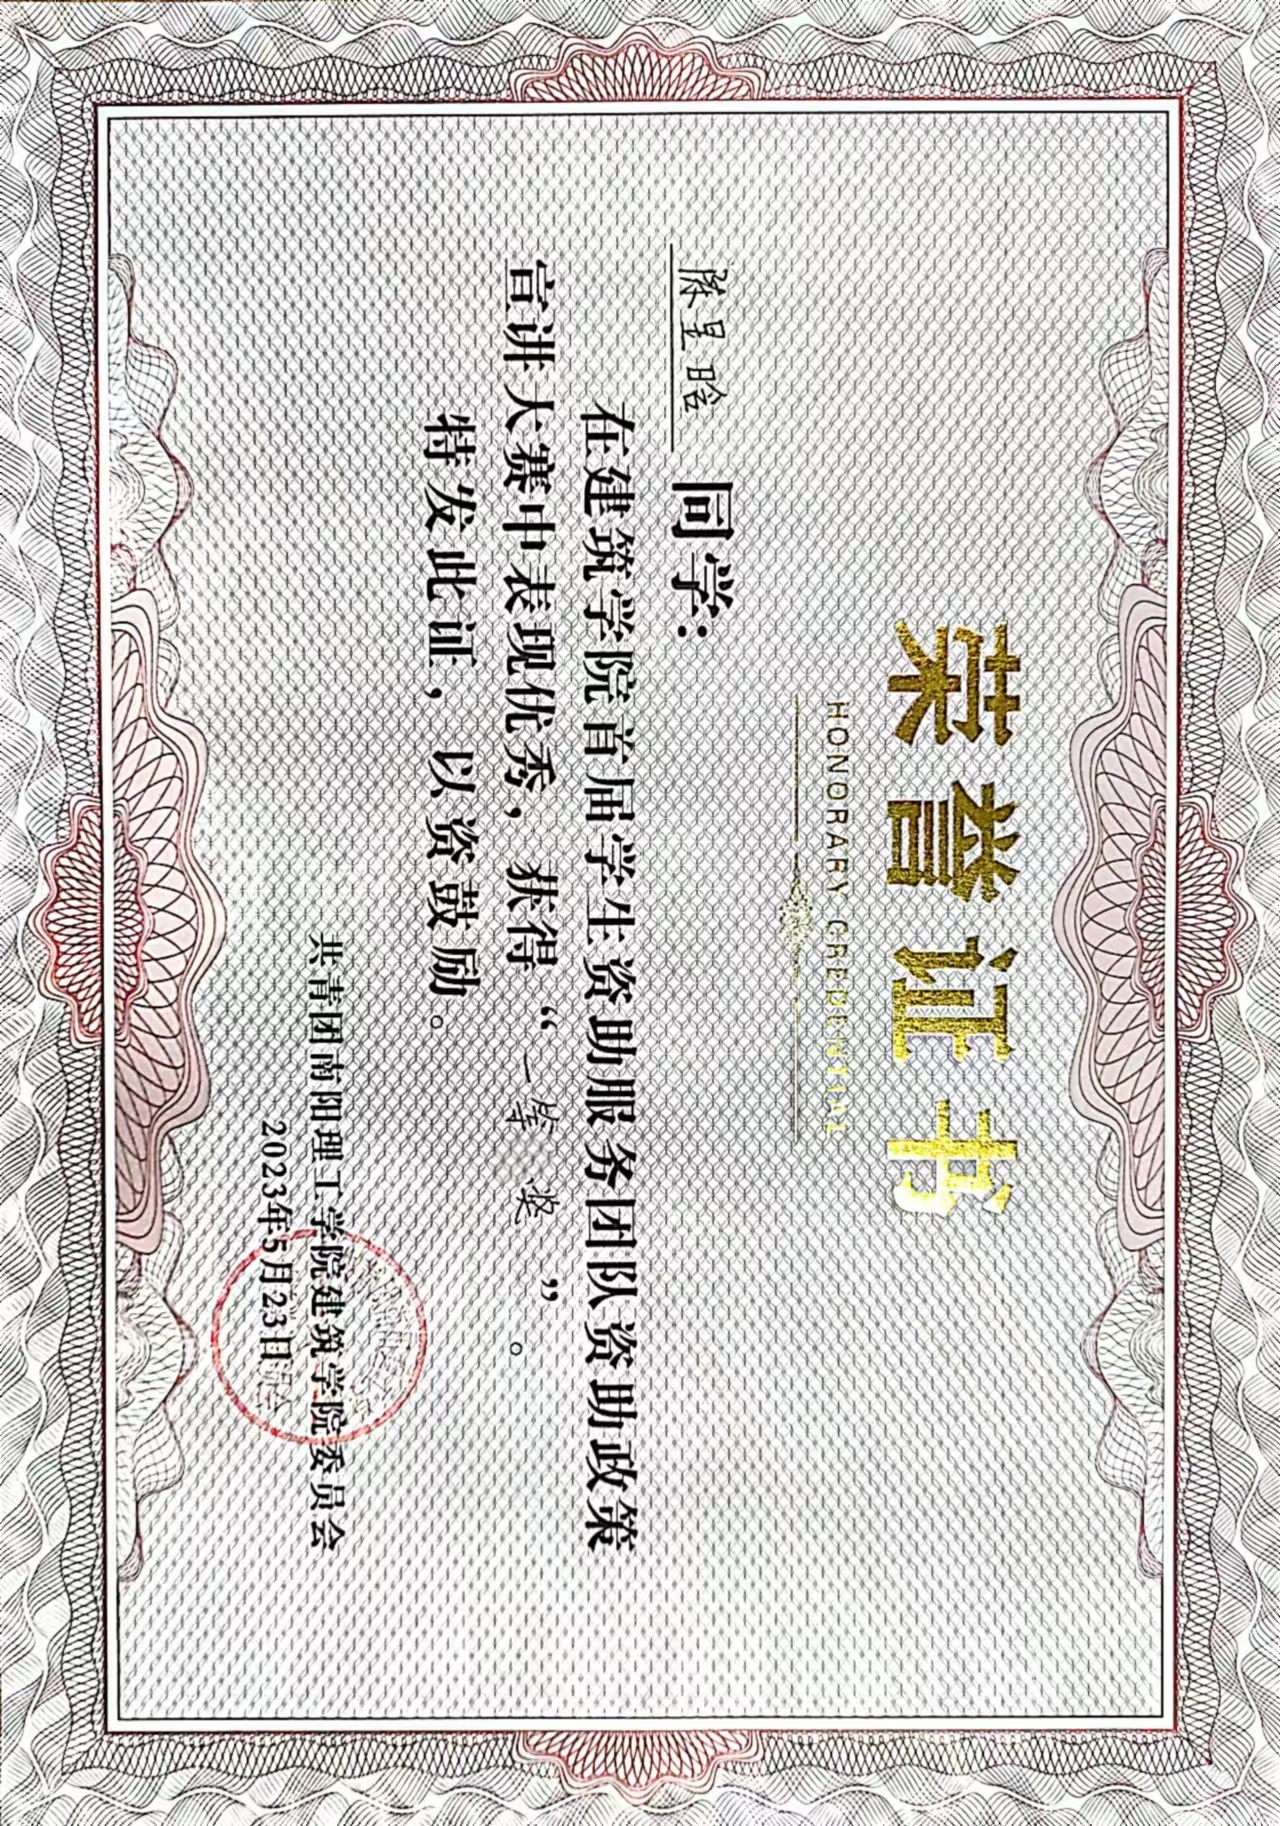 荣誉证书
HONORARY CREDENTIAL
陈昱晗 同学：
在建筑学院首届学生资助服务团队资助政策
宣讲大赛中表现优秀，获得“一等奖”。
特发此证，以资鼓励。
共青团南阳理工学院建筑学院委员会
2023年5月23日